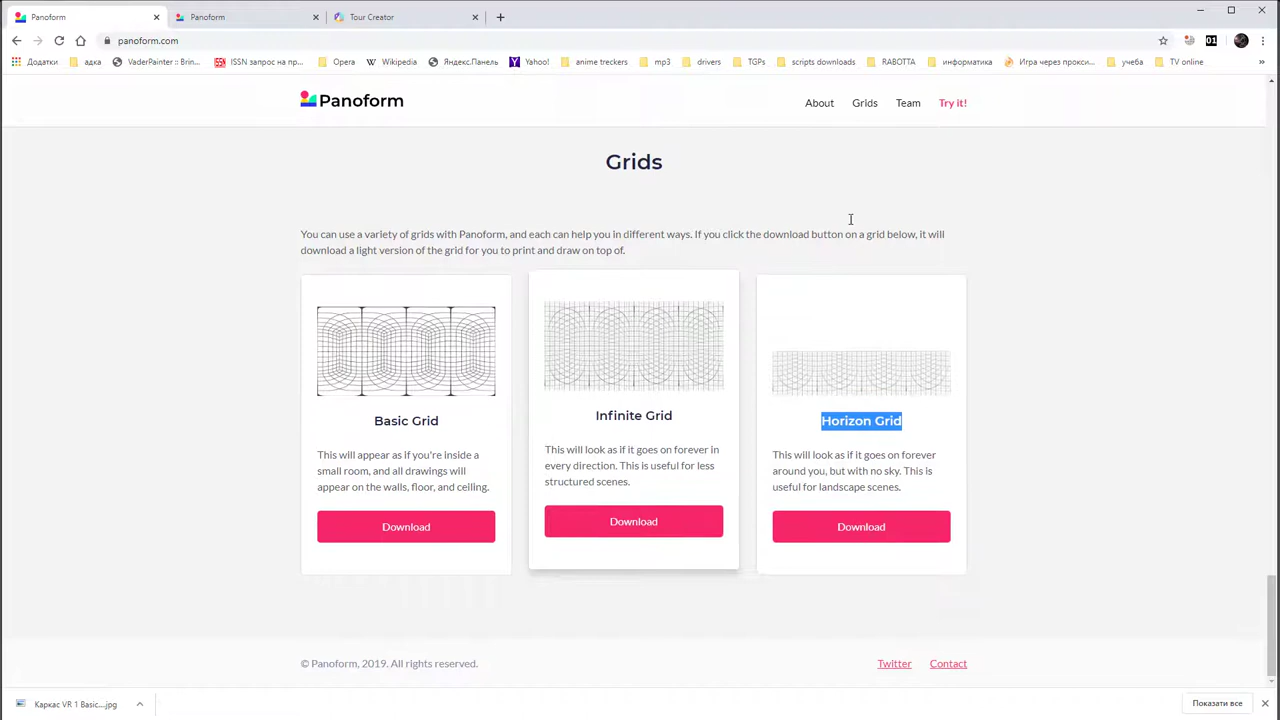 Panoform
Panoform
Tour Creator
panoform.com
Додатки
адка
VaderPainter :: Brin...
ISSN запрос на пр...
Opera
Wikipedia
Яндекс.Панель
Yahoo!
anime treckers
mp3
drivers
TGPs
scripts downloads
RABOTTA
информатика
Игра через прокси...
учеба
TV online
»
Panoform
About
Grids
Team
Try it!
Grids
You can use a variety of grids with Panoform, and each can help you in different ways. If you click the download button on a grid below, it will
download a light version of the grid for you to print and draw on top of.
Basic Grid
This will appear as if you're inside a
small room, and all drawings will
appear on the walls, floor, and ceiling.
Download
Infinite Grid
This will look as if it goes on forever in
every direction. This is useful for less
structured scenes.
Download
Horizon Grid
This will look as if it goes on forever
around you, but with no sky. This is
useful for landscape scenes.
Download
© Panoform, 2019. All rights reserved.
Twitter
Contact
Каркас VR 1 Basic....jpg
Показати все